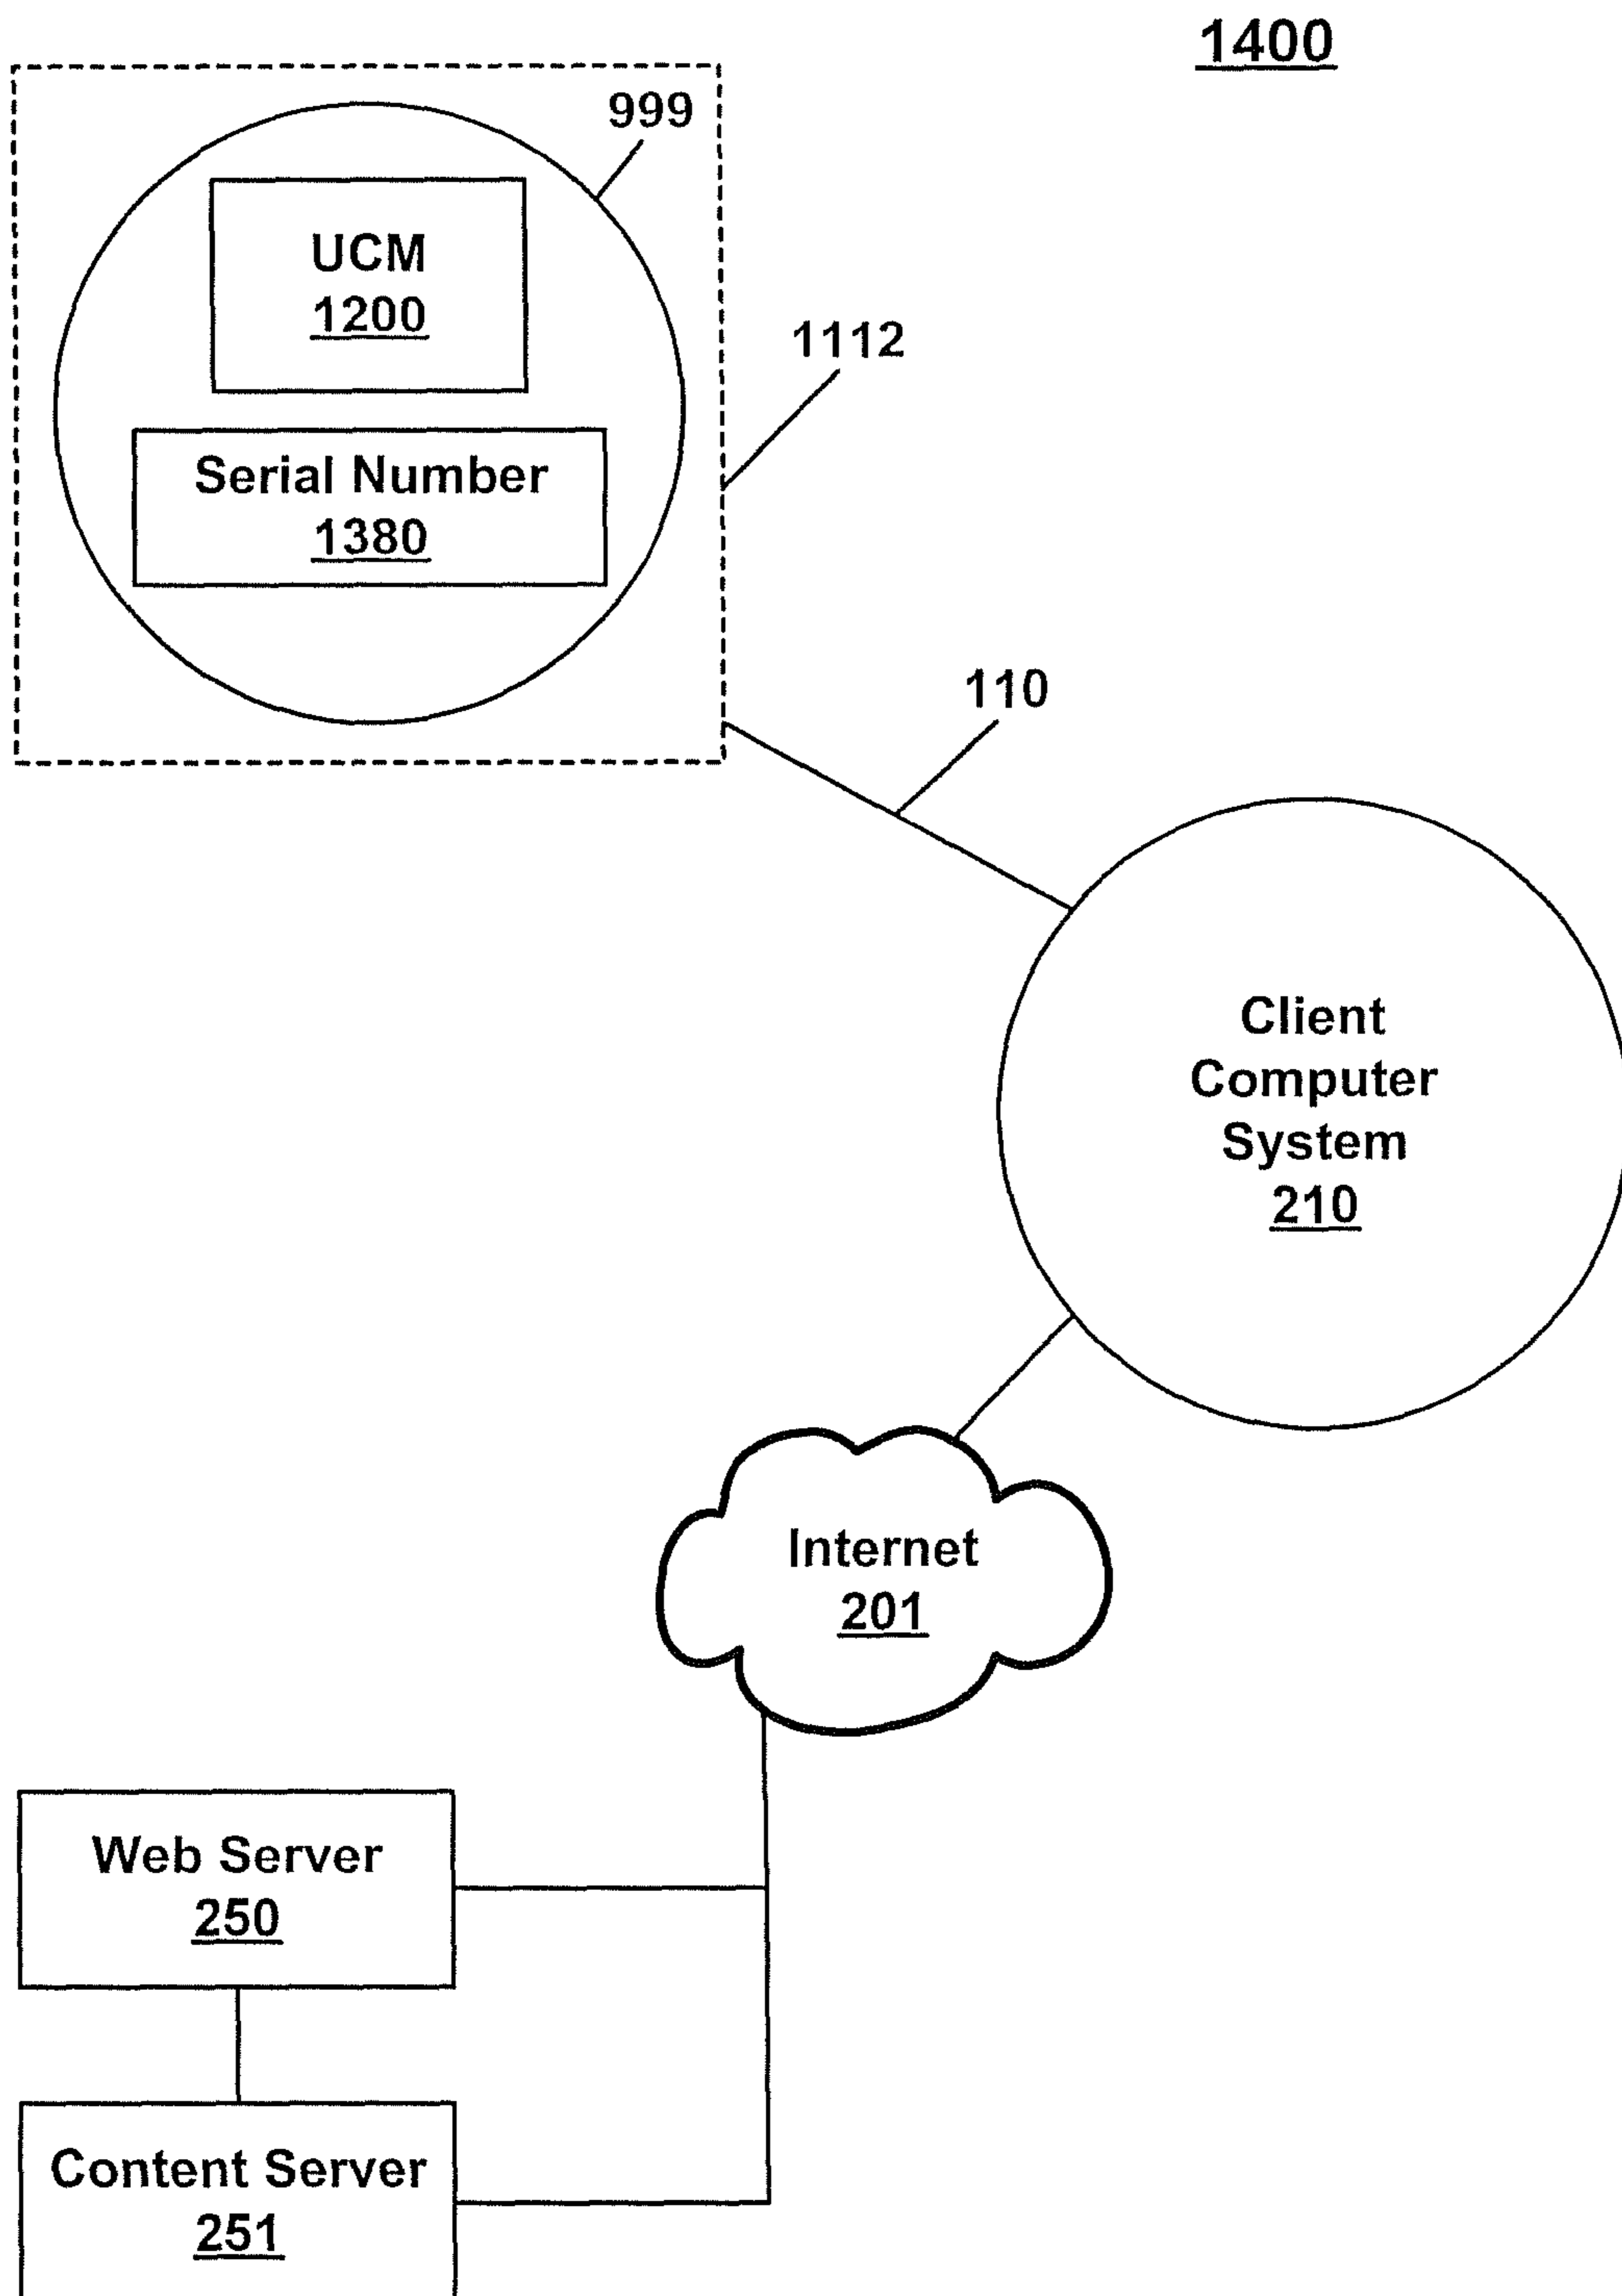 1400
999
UCM
1200
1112
Serial Number
1380
110
Client
Computer
System
210
Internet
201
Web Server
250
Content Server
251